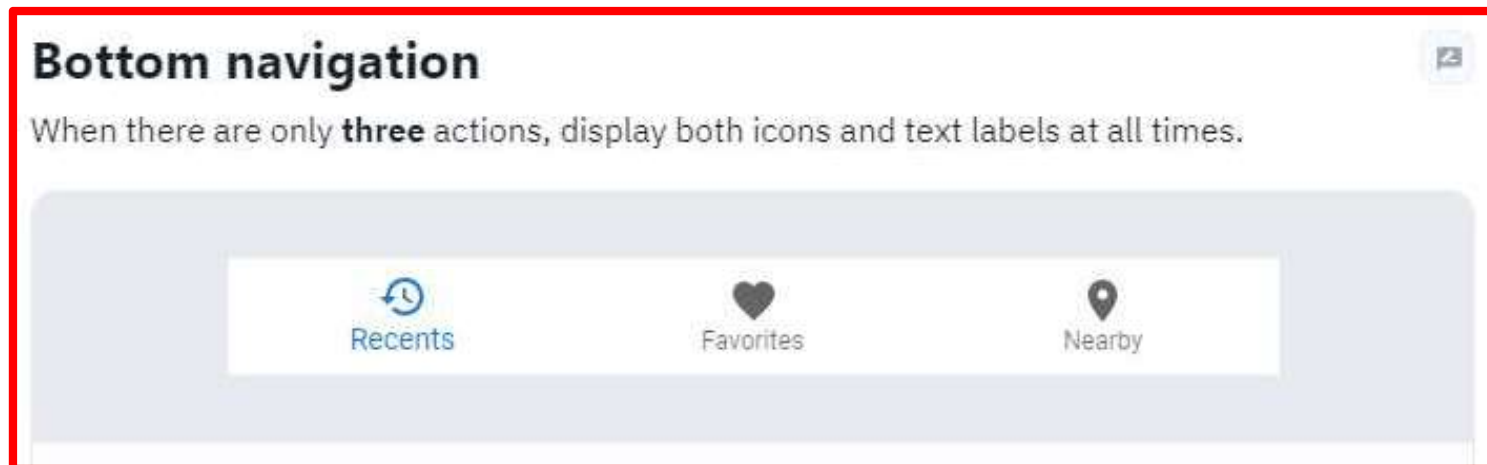 Bottom navigation
When there are only three actions, display both icons and text labels at all times.
Recents
Favorites
Nearby